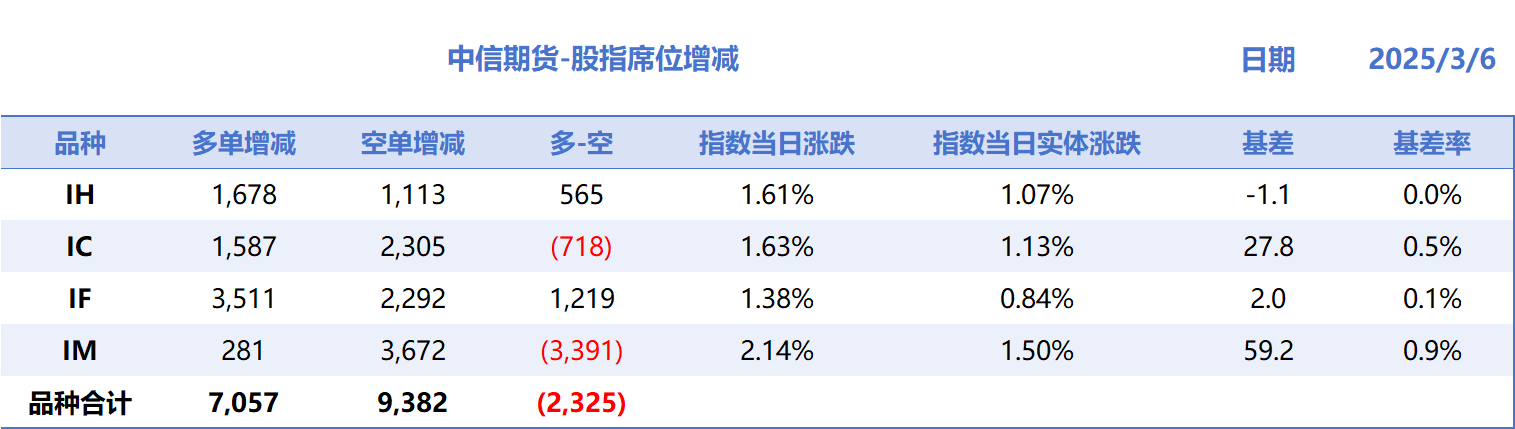 中信期货-股指席位增减 日期 2025/3/6
品种 多单增减 空单增减 多-空 指数当日涨跌 指数当日实体涨跌 基差 基差率
IH 1,678 1,113 565 1.61% 1.07% -1.1 0.0%
IC 1,587 2,305 (718) 1.63% 1.13% 27.8 0.5%
IF 3,511 2,292 1,219 1.38% 0.84% 2.0 0.1%
IM 281 3,672 (3,391) 2.14% 1.50% 59.2 0.9%
品种合计 7,057 9,382 (2,325)